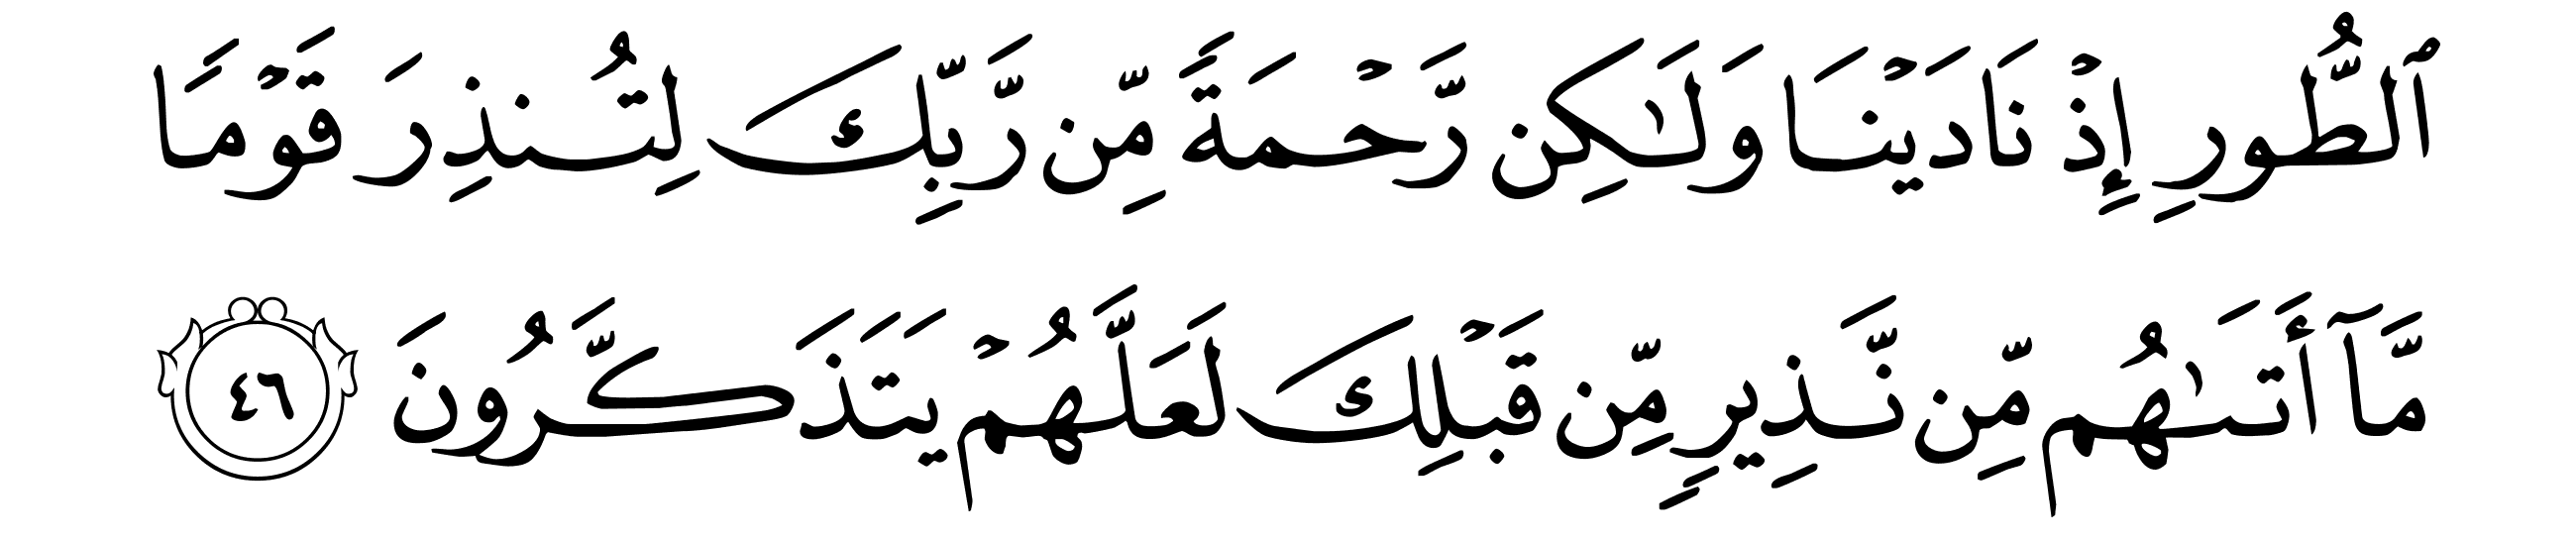 ٱلطُّورِ إِذْ نَادَيْنَا وَلَـٰكِن رَّحْمَةً مِّن رَّبِّكَ لِتُنذِرَ قَوْمًا
مَّآ أَتَىٰهُم مِّن نَّذِيرٍ مِّن قَبْلِكَ لَعَلَّهُمْ يَتَذَكَّرُونَ ٤٦